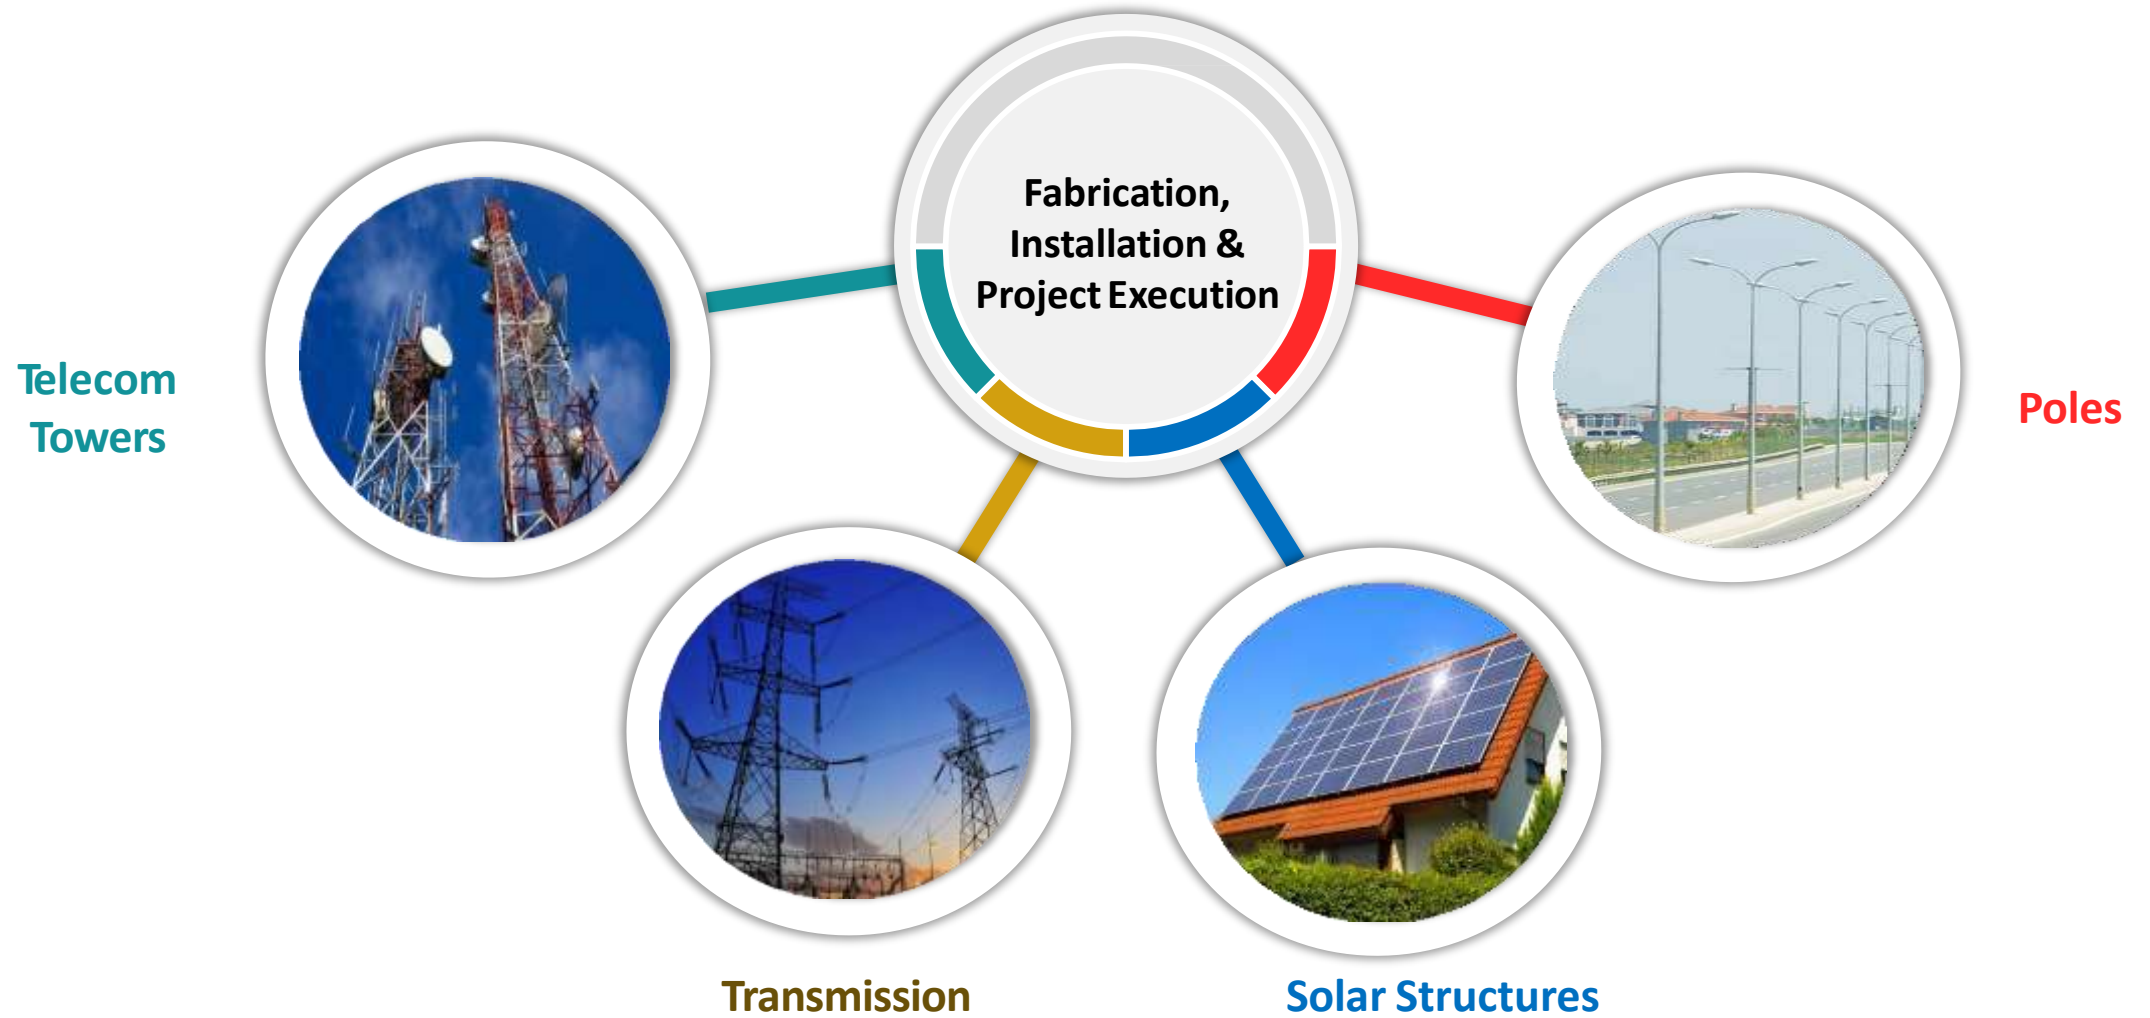 Fabrication,
Installation &
Project Execution
Telecom
Towers
Poles
Transmission
Solar Structures